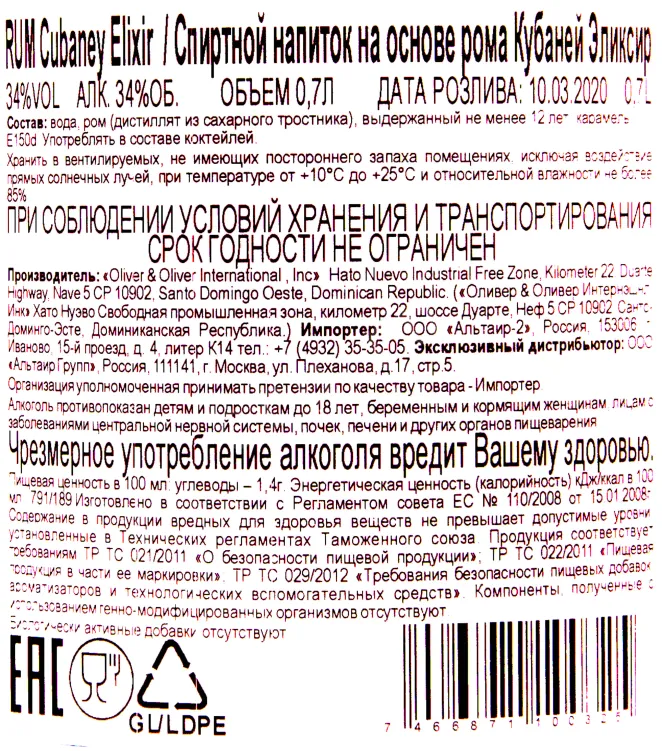 RUM Cubaney Elixir / Спиртной напиток на основе рома Кубаней Эликсир
34%VOL АЛК. 34%ОБ. ОБЪЕМ 0,7Л ДАТА РОЗЛИВА: 10.03.2020 0,7L
Состав: вода, ром (дистиллят из сахарного тростника), выдержанный не менее 12 лет карамель
E150d. Употреблять в составе коктейлей.
Хранить в вентилируемых, не имеющих постороннего запаха помещениях, исключая воздействие
прямых солнечных лучей, при температуре от +10°С до +25°С и относительной влажности не более
85%
ПРИ СОБЛЮДЕНИИ УСЛОВИЙ ХРАНЕНИЯ И ТРАНСПОРТИРОВАНИЯ
СРОК ГОДНОСТИ НЕ ОГРАНИЧЕН
Производитель: «Oliver & Oliver International , Inc» Hato Nuevo Industrial Free Zone, Kilometer 22 Duarte
Highway, Nave 5 CP 10902, Santo Domingo Oeste, Dominican Republic. («Оливер & Оливер Интернэшнл
Инк» Хато Нуэво Свободная промышленная зона, километр 22, шоссе Дуарте, Неф 5 CP 10902 Санто-
Доминго-Эсте, Доминиканская Республика.) Импортер: ООО «Альтаир-2», Россия, 153006
Иваново, 15-й проезд, д. 4, литер К14 тел.: +7 (4932) 35-35-05. Эксклюзивный дистрибьютор: ООО
«Альтаир Групп», Россия, 111141, г. Москва, ул. Плеханова, д.17, стр.5.
Организация уполномоченная принимать претензии по качеству товара - Импортер
Алкоголь противопоказан детям и подросткам до 18 лет, беременным и кормящим женщинам, лицам с
заболеваниями центральной нервной системы, почек, печени и других органов пищеварения
Чрезмерное употребление алкоголя вредит Вашему здоровью.
Пищевая ценность в 100 мл: углеводы – 1,4г. Энергетическая ценность (калорийность) кДж/ккал в 100
мл 791/189 Изготовлено в соответствии с Регламентом совета ЕС № 110/2008 от 15.01.2008г
Содержание в продукции вредных для здоровья веществ не превышает допустимые уровни,
установленные в Технических регламентах Таможенного союза. Продукция соответствует
требованиям ТР ТС 021/2011 «О безопасности пищевой продукции»; ТР ТС 022/2011 «Пищевая
продукция в части ее маркировки». ТР ТС 029/2012 «Требования безопасности пищевых добавок
ароматизаторов и технологических вспомогательных средств». Компоненты, полученные с
использованием генно-модифицированных организмов отсутствуют.
Биологически активные добавки отсутствуют
EAC
GL/LDPE
7 46687 1 100325